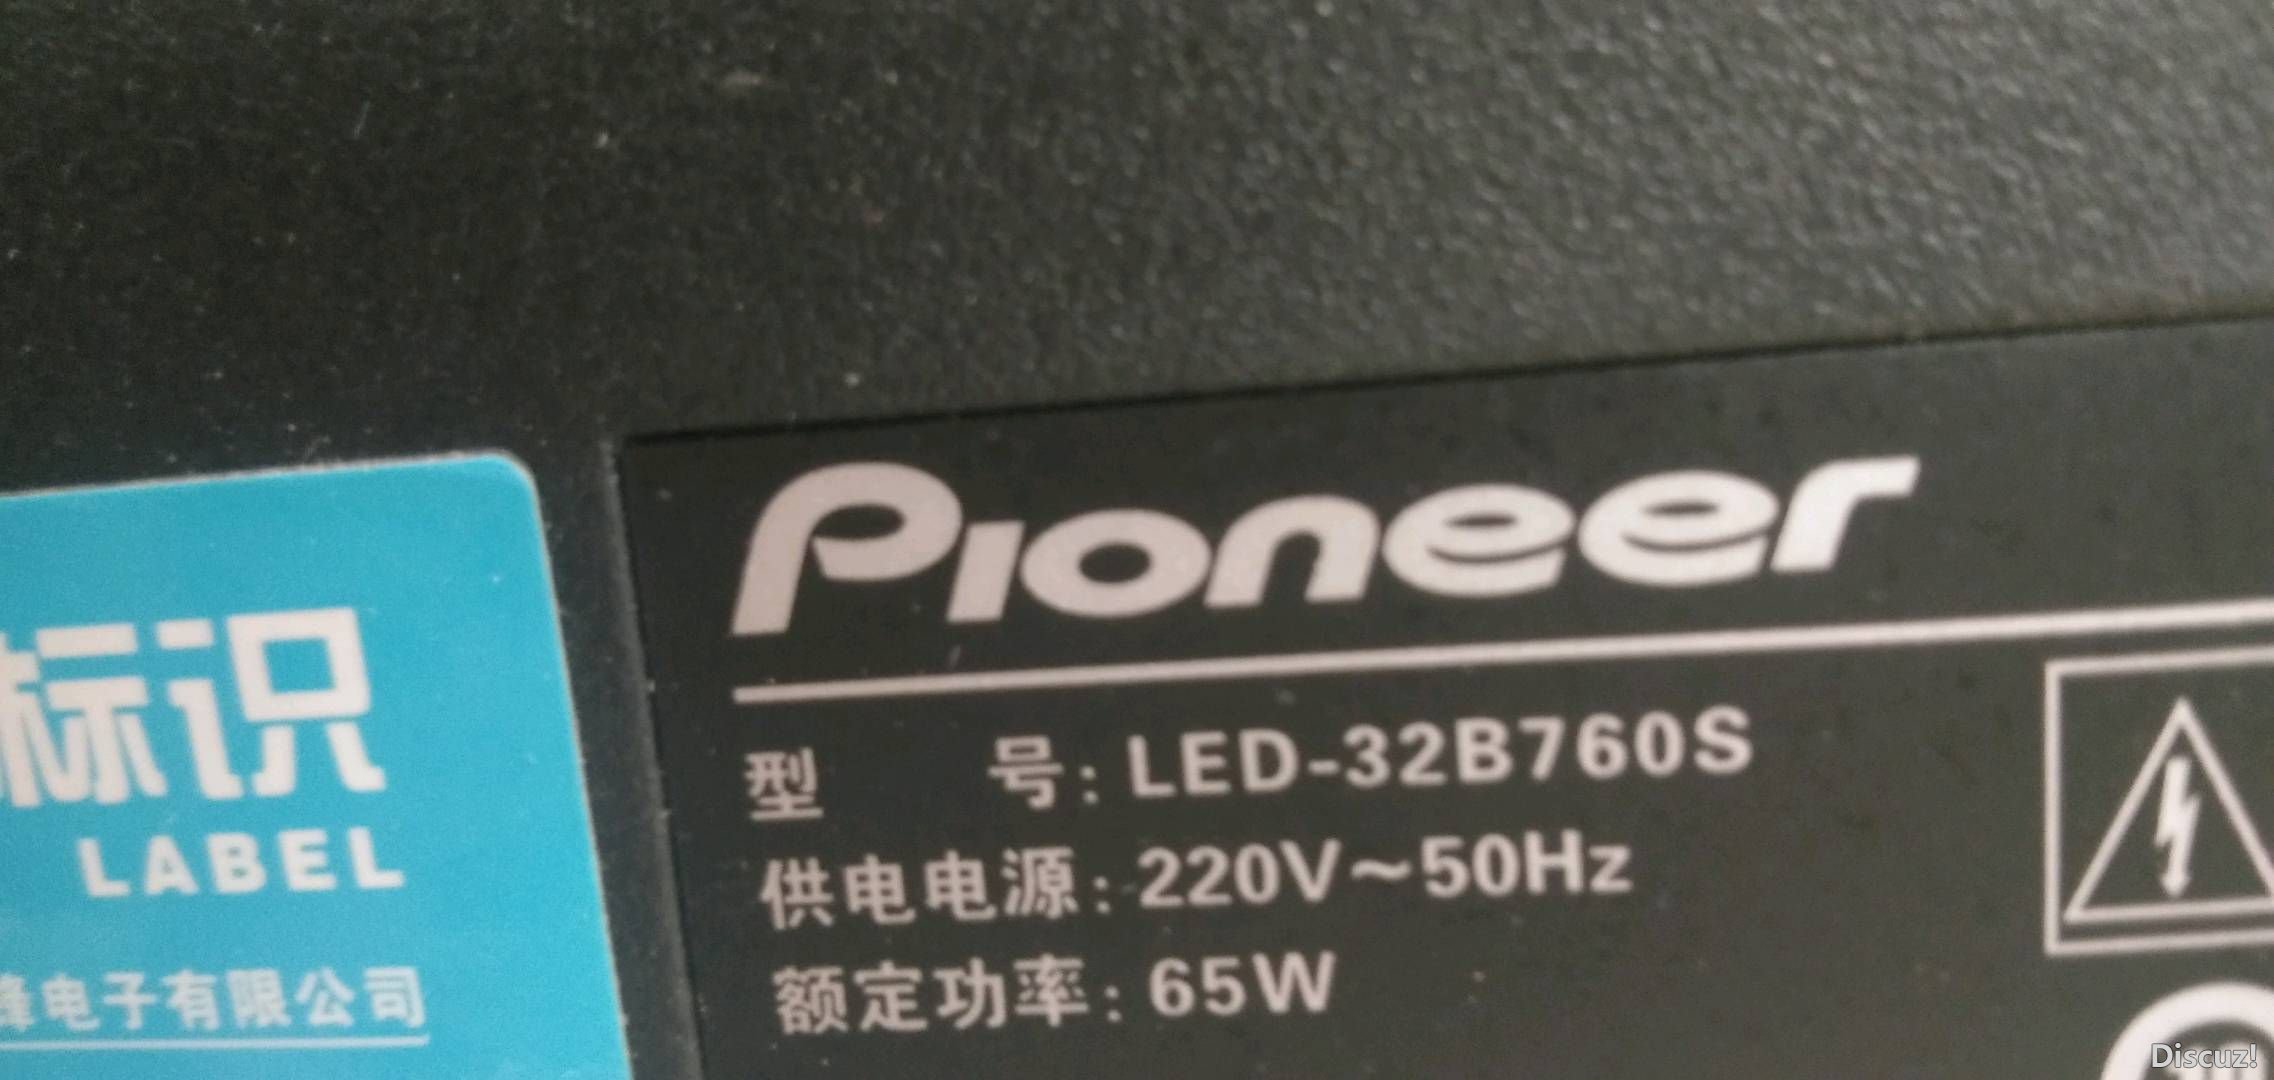 Pioneer
型 号: LED-32B760S
供电电源: 220V~50Hz
额定功率: 65W
标识
LABEL
锋电子有限公司
Discuz!